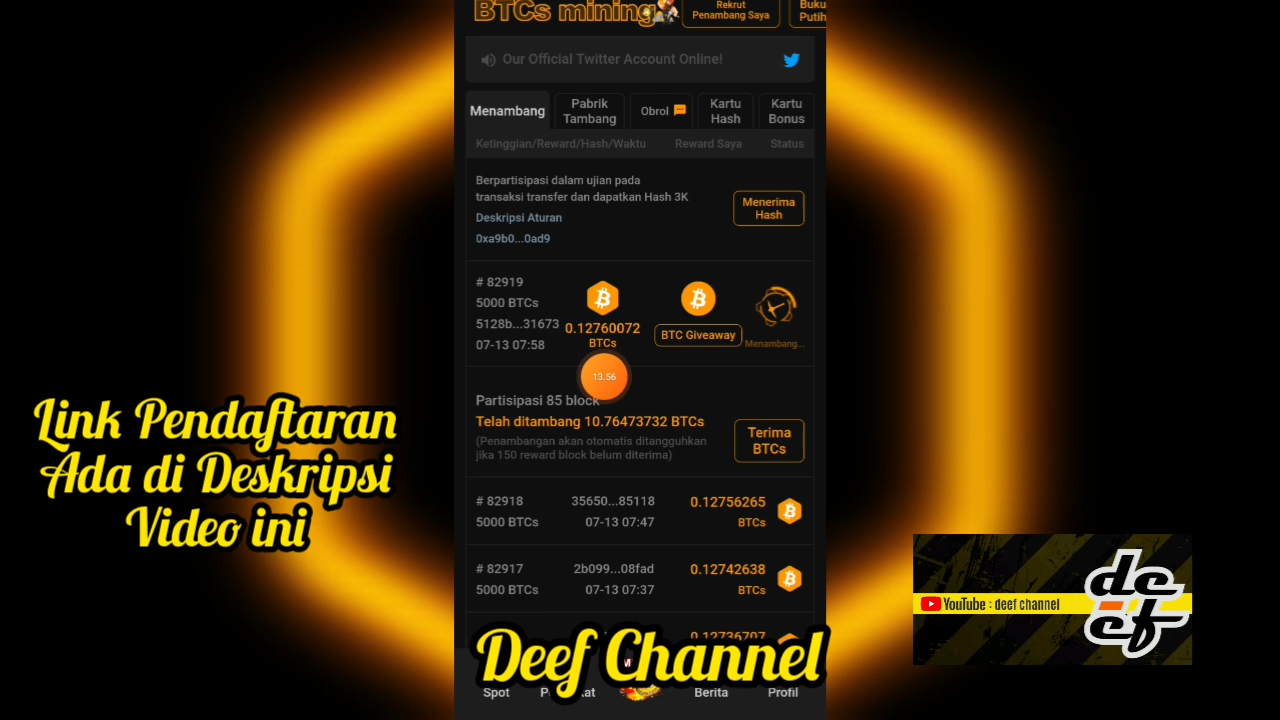 BTCs mining
Rekrut
Penambang Saya
Buku
Putih
Our Official Twitter Account Online!
Menambang
Pabrik
Tambang
Obrol
Kartu
Hash
Kartu
Bonus
Ketinggian/Reward/Hash/Waktu Reward Saya Status
Berpartisipasi dalam ujian pada
transaksi transfer dan dapatkan Hash 3K
Deskripsi Aturan
0xa9b0...0ad9
Menerima
Hash
# 82919
5000 BTCs
5128b...31673
07-13 07:58
0.12760072
BTCs
BTC Giveaway
Menambang...
13.56
Partisipasi 85 block
Telah ditambang 10.76473732 BTCs
(Penambangan akan otomatis ditangguhkan
jika 150 reward block belum diterima)
Terima
BTCs
# 82918 35650...85118 0.12756265
5000 BTCs 07-13 07:47 BTCs
# 82917 2b099...08fad 0.12742638
5000 BTCs 07-13 07:37 BTCs
0.12736707
Spot
Berita
Profil
Link Pendaftaran
Ada di Deskripsi
Video ini
Deef Channel
YouTube : deef channel
de
ef